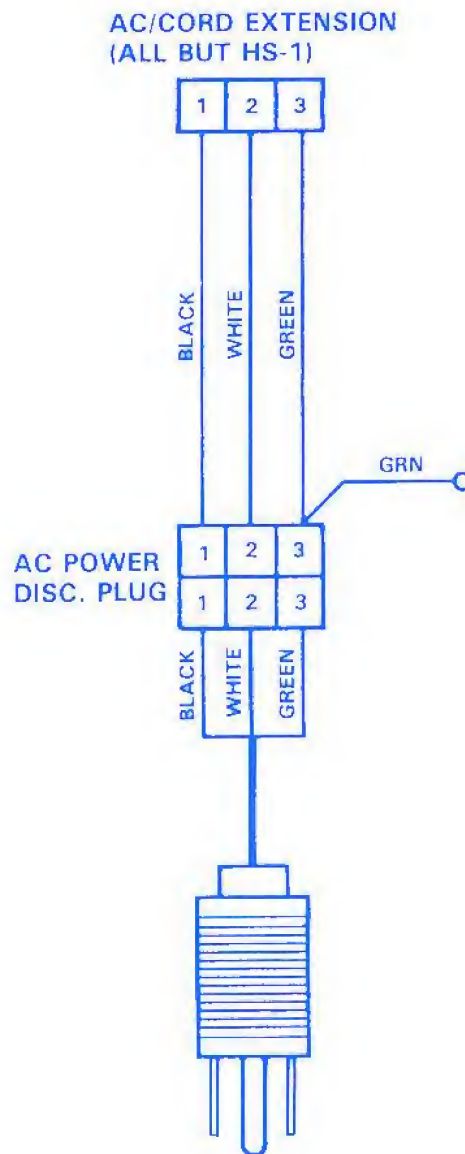 AC/CORD EXTENSION
(ALL BUT HS-1)
1 2 3
BLACK
WHITE
GREEN
GRN
AC POWER
DISC. PLUG
1 2 3
1 2 3
BLACK
WHITE
GREEN